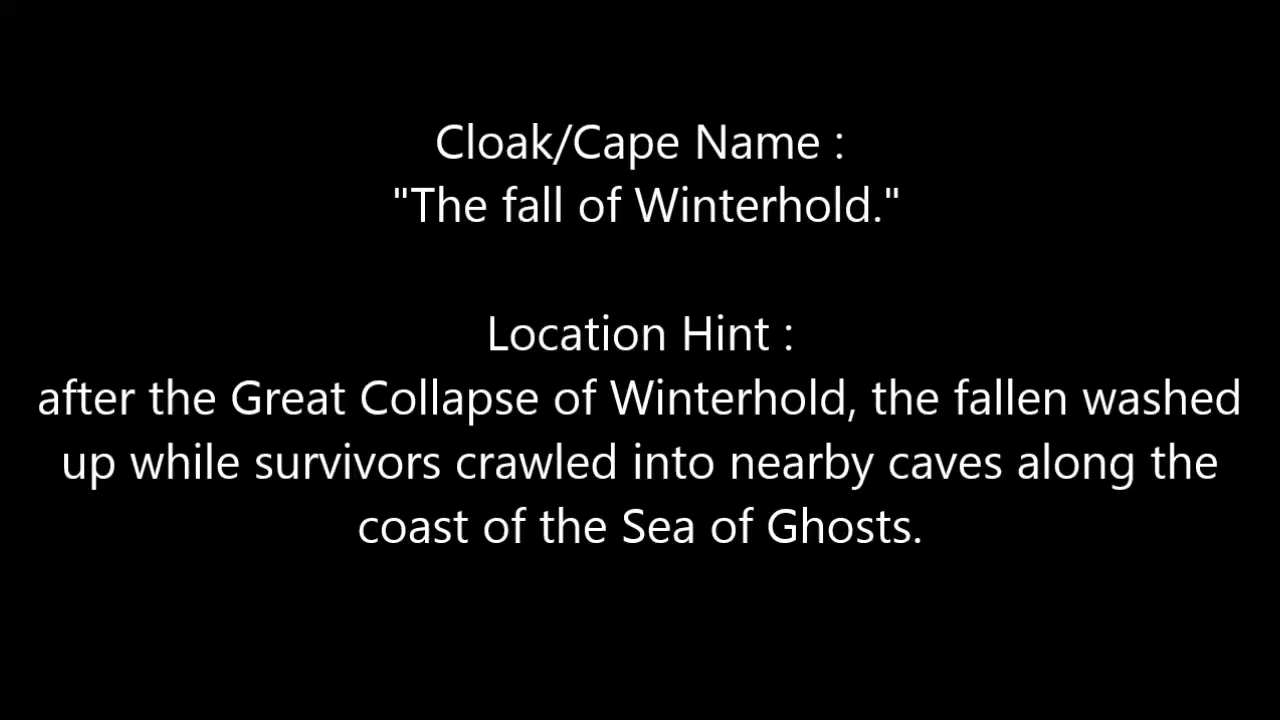 Cloak/Cape Name :
"The fall of Winterhold."
Location Hint :
after the Great Collapse of Winterhold, the fallen washed
up while survivors crawled into nearby caves along the
coast of the Sea of Ghosts.